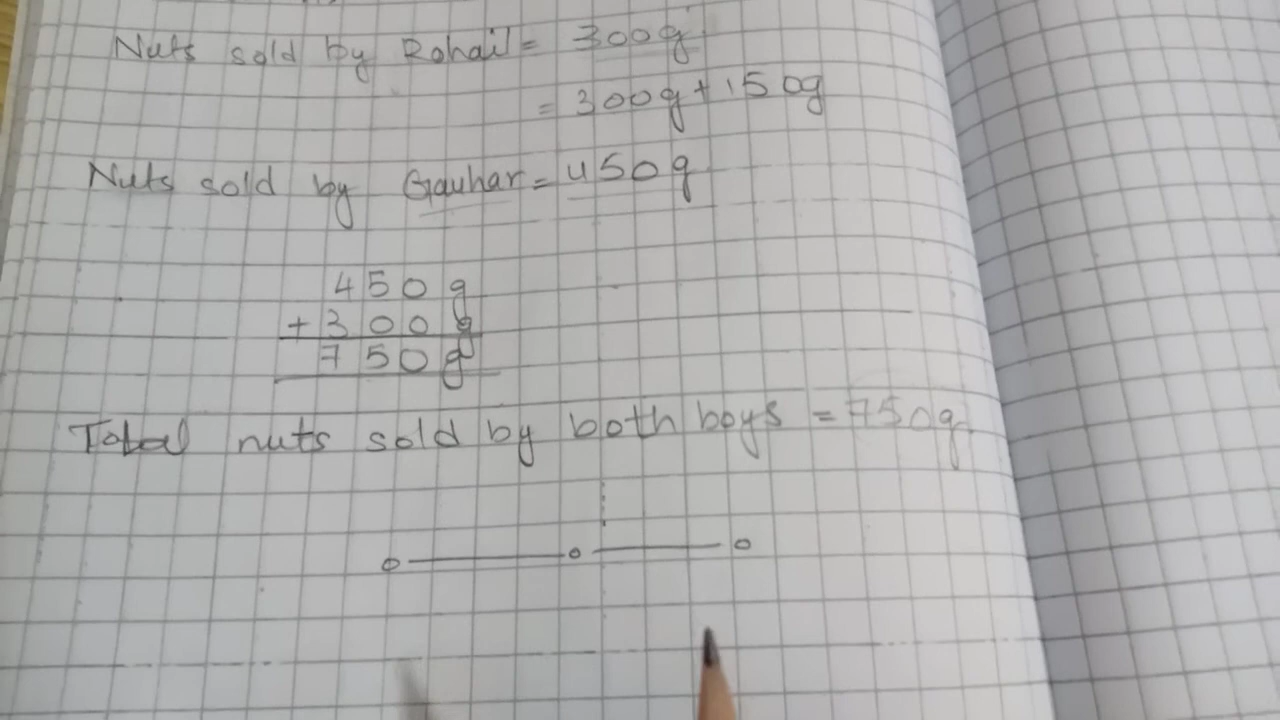 Nuts sold by Rohail = 300g
= 300g + 150g
Nuts sold by Gauhar = 450g
450g
+ 300g
750g
Total nuts sold by both boys = 750g